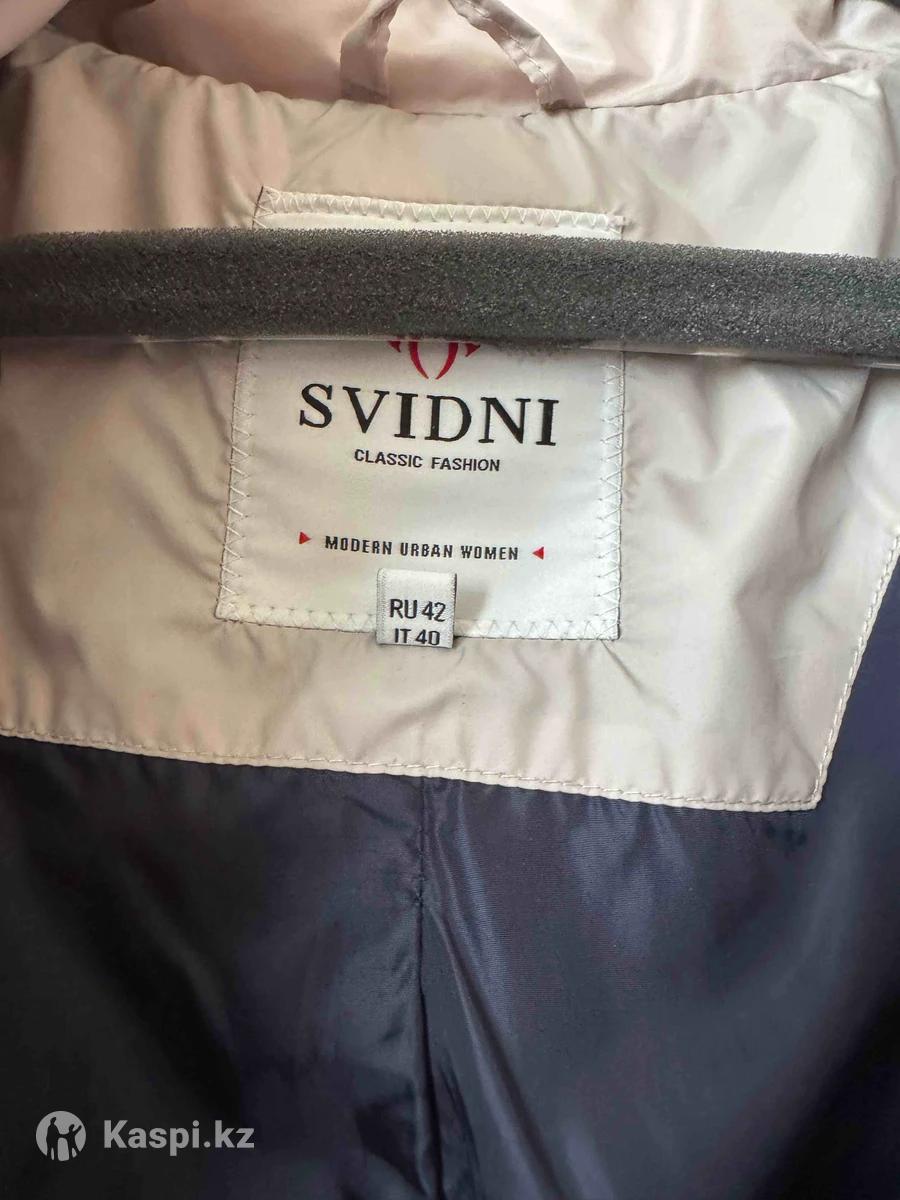 SVIDNI
CLASSIC FASHION
MODERN URBAN WOMEN
RU 42
IT 40
Kaspi.kz